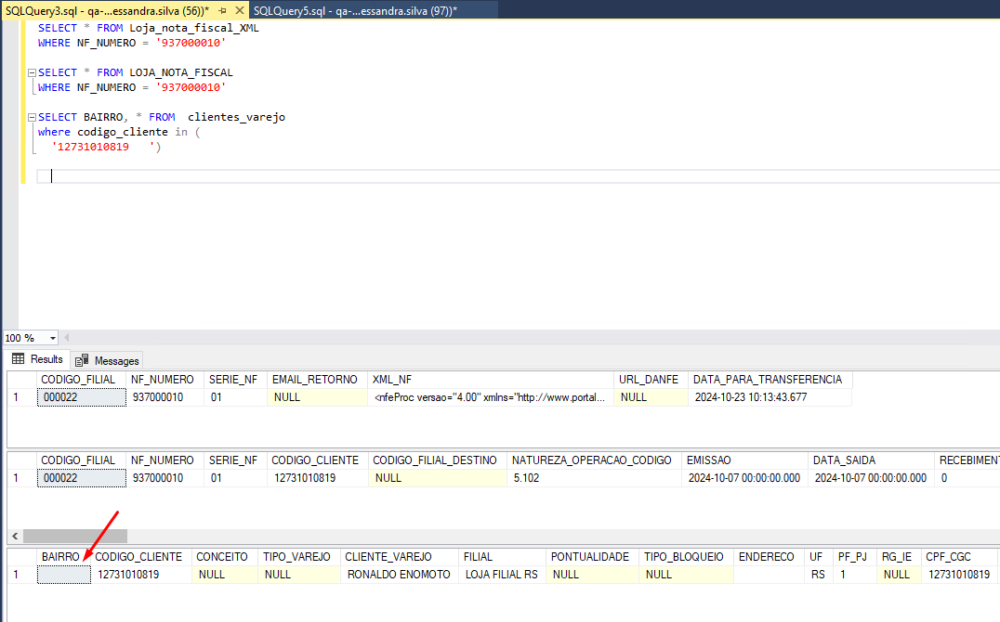 SQLQuery3.sql - qa-...essandra.silva (56))* SQLQuery5.sql - qa-...essandra.silva (97))*
SELECT * FROM Loja_nota_fiscal_XML
WHERE NF_NUMERO = '937000010'
SELECT * FROM LOJA_NOTA_FISCAL
WHERE NF_NUMERO = '937000010'
SELECT BAIRRO, * FROM  clientes_varejo
where codigo_cliente in (
'12731010819   ')
100 %
Results Messages
CODIGO_FILIAL NF_NUMERO SERIE_NF EMAIL_RETORNO XML_NF URL_DANFE DATA_PARA_TRANSFERENCIA
1 000022 937000010 01 NULL <nfeProc versao="4.00" xmlns="http://www.portal... NULL 2024-10-23 10:13:43.677
CODIGO_FILIAL NF_NUMERO SERIE_NF CODIGO_CLIENTE CODIGO_FILIAL_DESTINO NATUREZA_OPERACAO_CODIGO EMISSAO DATA_SAIDA RECEBIMENT
1 000022 937000010 01 12731010819 NULL 5.102 2024-10-07 00:00:00.000 2024-10-07 00:00:00.000 0
BAIRRO CODIGO_CLIENTE CONCEITO TIPO_VAREJO CLIENTE_VAREJO FILIAL PONTUALIDADE TIPO_BLOQUEIO ENDERECO UF PF_PJ RG_IE CPF_CGC
1 12731010819 NULL NULL RONALDO ENOMOTO LOJA FILIAL RS NULL NULL RS 1 NULL 12731010819